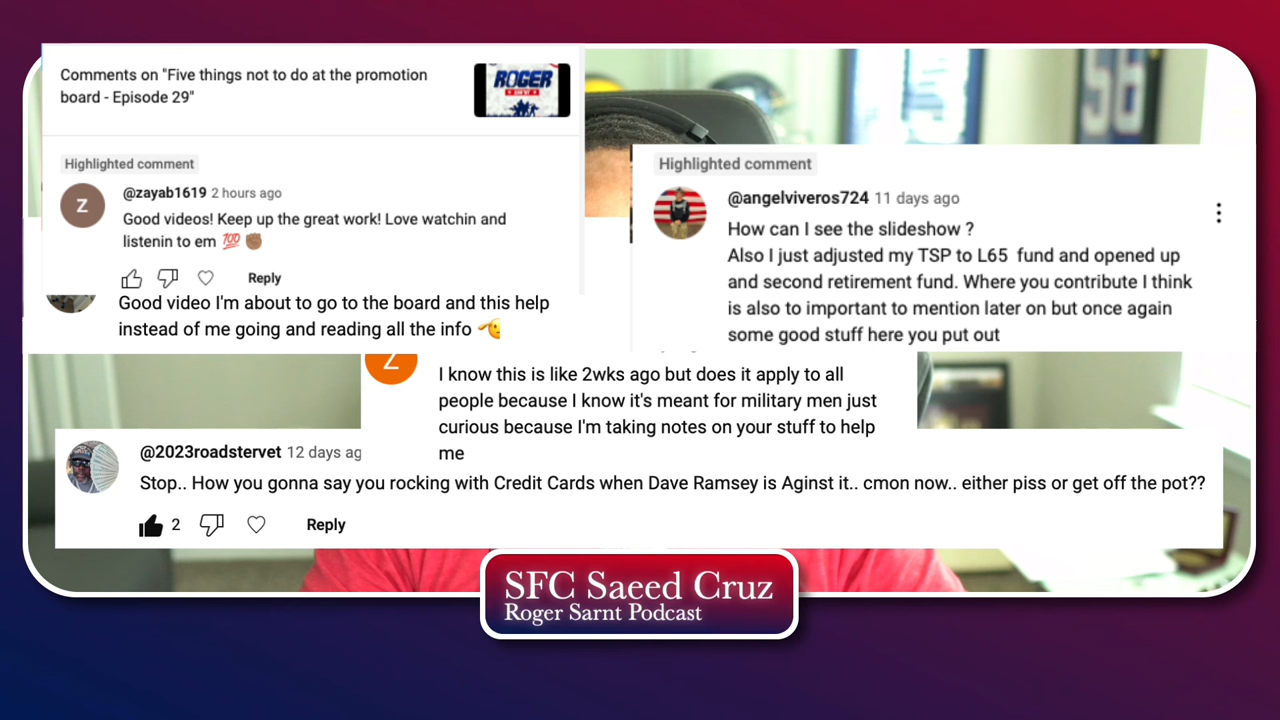 Comments on "Five things not to do at the promotion
board - Episode 29"
ROGER
Highlighted comment
Z
@zayab1619 2 hours ago
Good videos! Keep up the great work! Love watchin and
listenin to em 💯 ✊🏾
Reply
Good video I'm about to go to the board and this help
instead of me going and reading all the info 🫡
Highlighted comment
@angelviveros724 11 days ago
How can I see the slideshow ?
Also I just adjusted my TSP to L65 fund and opened up
and second retirement fund. Where you contribute I think
is also to important to mention later on but once again
some good stuff here you put out
Z
I know this is like 2wks ago but does it apply to all
people because I know it's meant for military men just
curious because I'm taking notes on your stuff to help
me
@2023roadstervet 12 days ag
Stop.. How you gonna say you rocking with Credit Cards when Dave Ramsey is Aginst it.. cmon now.. either piss or get off the pot??
2 Reply
56
SFC Saeed Cruz
Roger Sarnt Podcast